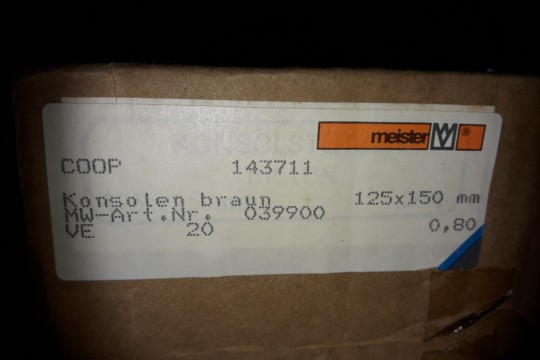 meister ®
COOP 143711
Konsolen braun 125x150 mm
MW-Art.Nr. 039900
VE 20 0,80